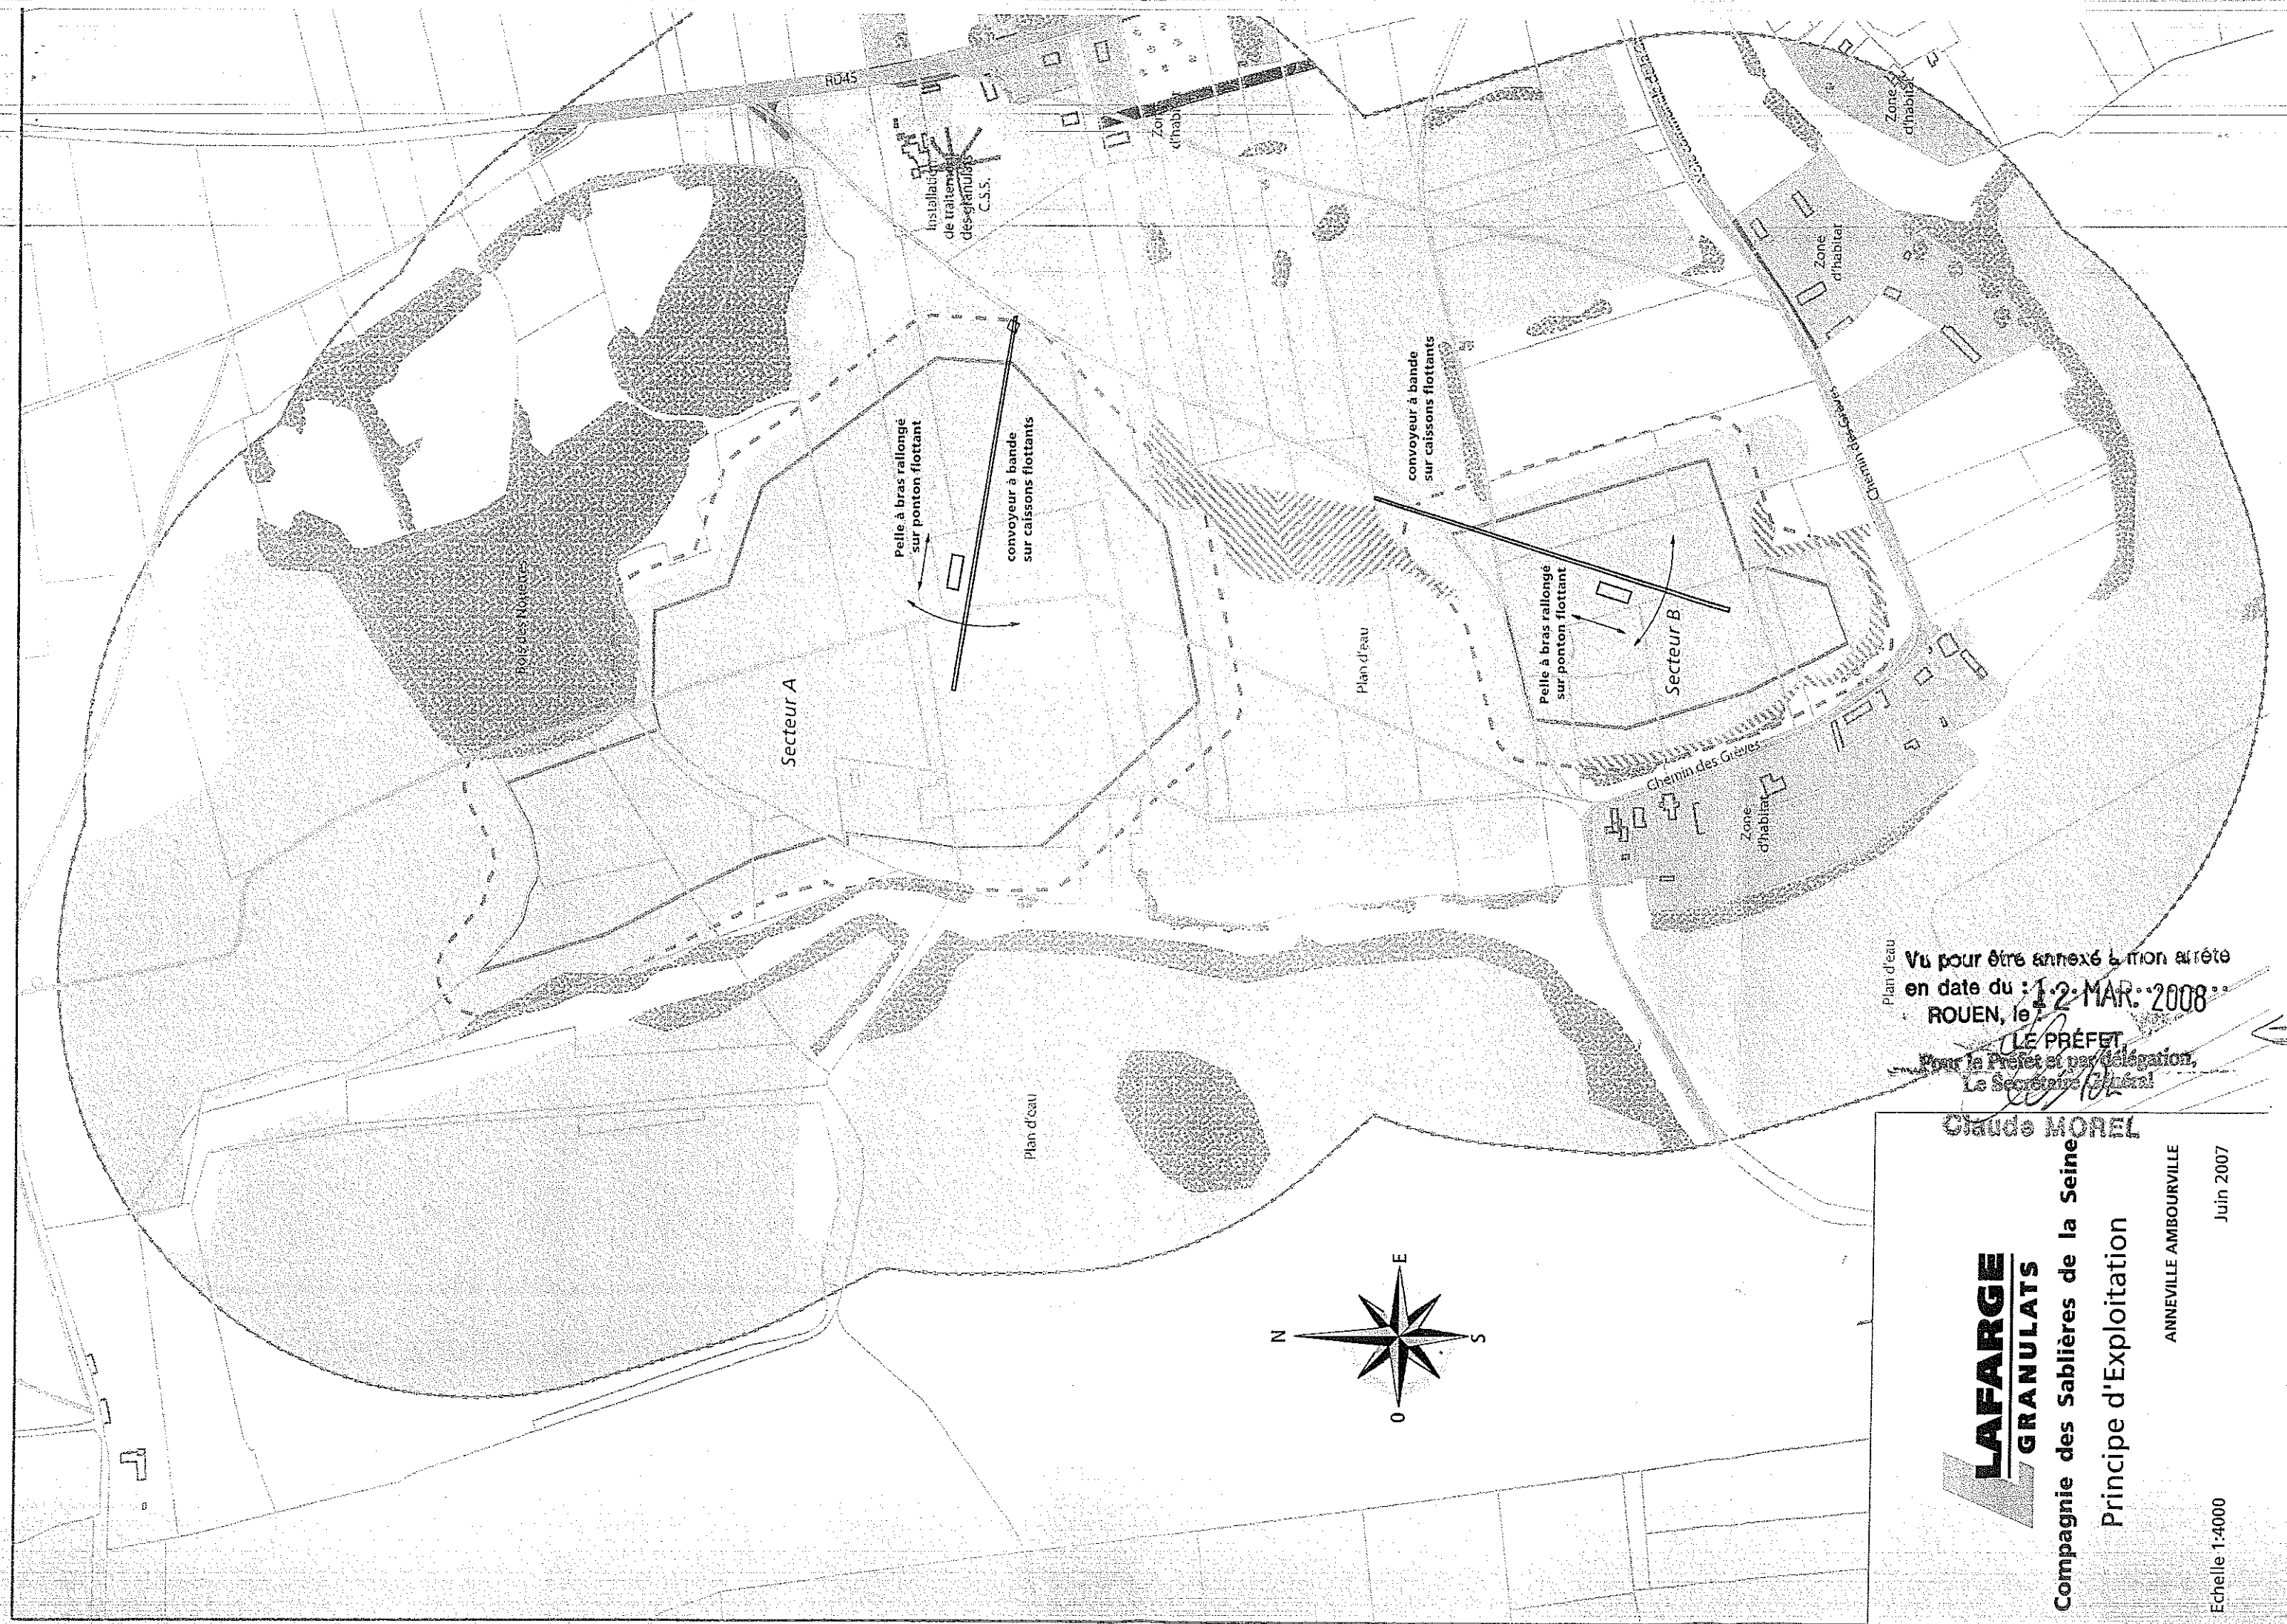 RD45
Installation
de traitement
des granulats
C.S.S.
Zone
d'habitat
Zone
d'habitat
Zone
d'habitat
Chemin des Grèves
Bois des Nouettes
Pelle à bras rallongé
sur ponton flottant
convoyeur à bande
sur caissons flottants
Secteur A
convoyeur à bande
sur caissons flottants
Pelle à bras rallongé
sur ponton flottant
Secteur B
Plan d'eau
Chemin des Grèves
Zone
d'habitat
Plan d'eau
Plan d'eau
Vu pour être annexé à mon arrêté
en date du : 12 MAR. 2008
ROUEN, le :
LE PRÉFET,
Pour le Préfet et par délégation,
Le Secrétaire Général
Claude MOREL
N
E
S
O
LAFARGE
GRANULATS
Compagnie des Sablières de la Seine
Principe d'Exploitation
ANNEVILLE AMBOURVILLE
Echelle 1:4000
Juin 2007